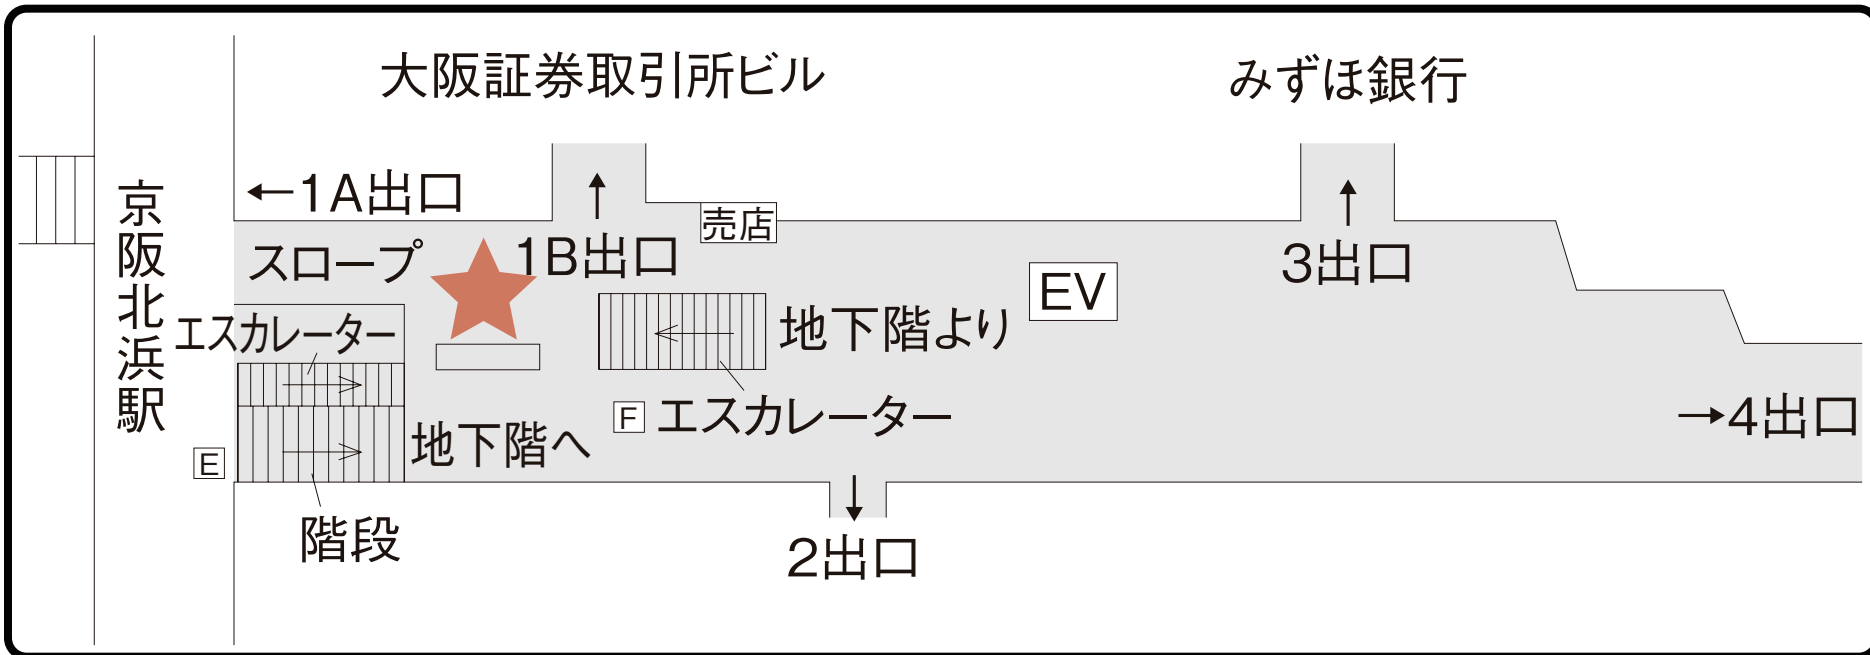 大阪証券取引所ビル
みずほ銀行
京阪北浜駅
←1A出口
スロープ
1B出口
売店
EV
3出口
エスカレーター
地下階より
F
エスカレーター
→4出口
地下階へ
E
階段
2出口